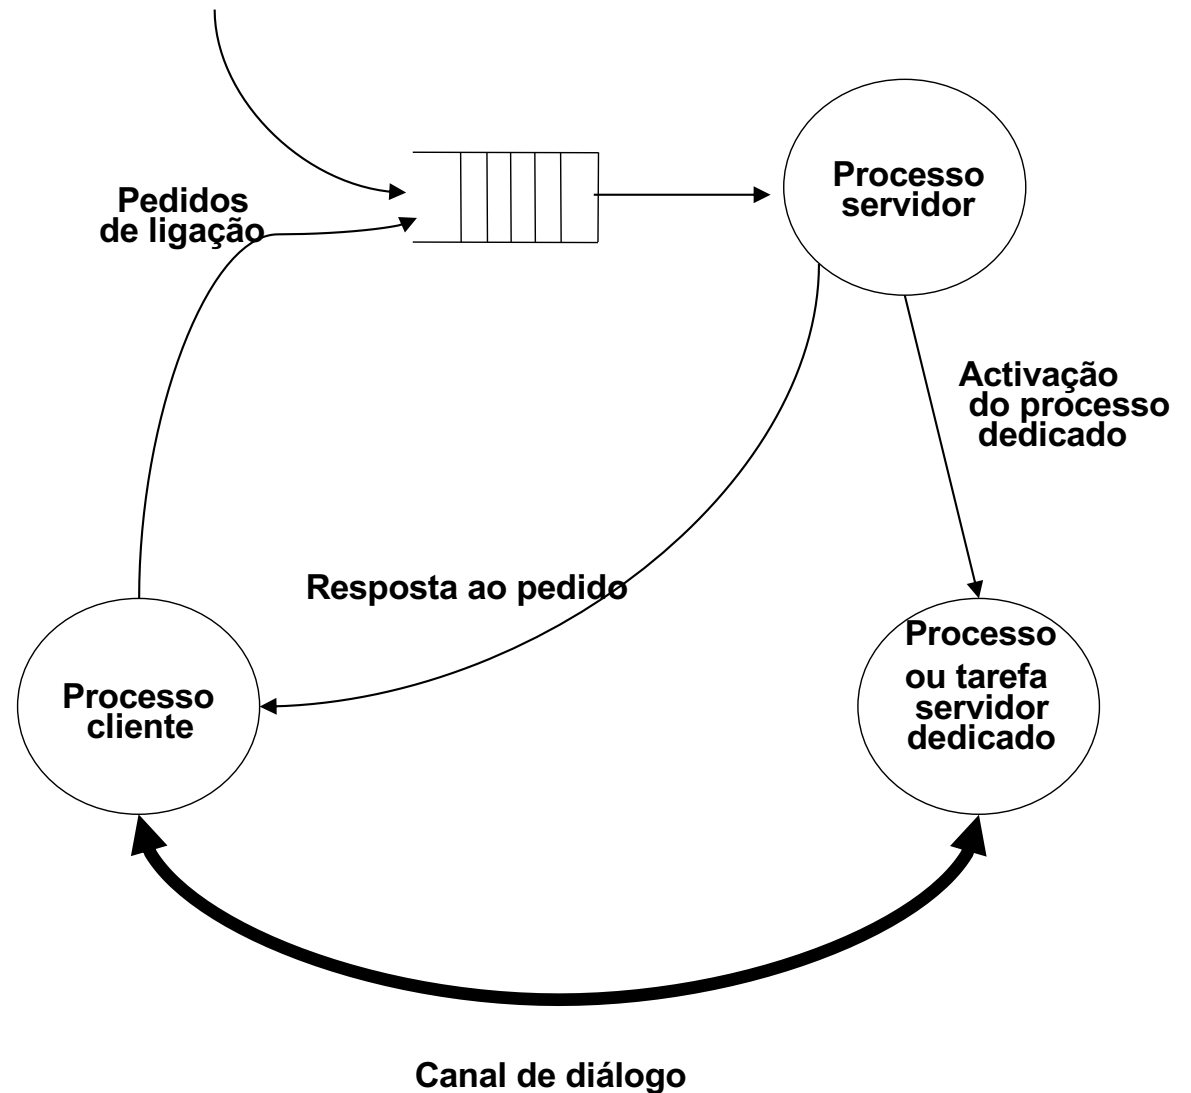 Processo
servidor
Pedidos
de ligação
Activação
do processo
dedicado
Resposta ao pedido
Processo
ou tarefa
servidor
dedicado
Processo
cliente
Canal de diálogo